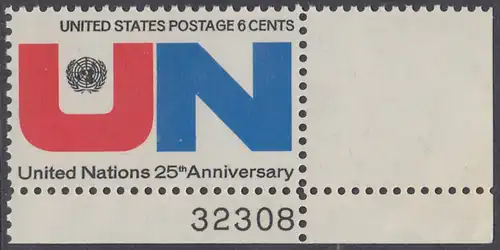 UNITED STATES POSTAGE 6 CENTS
UN
United Nations 25th Anniversary
32308